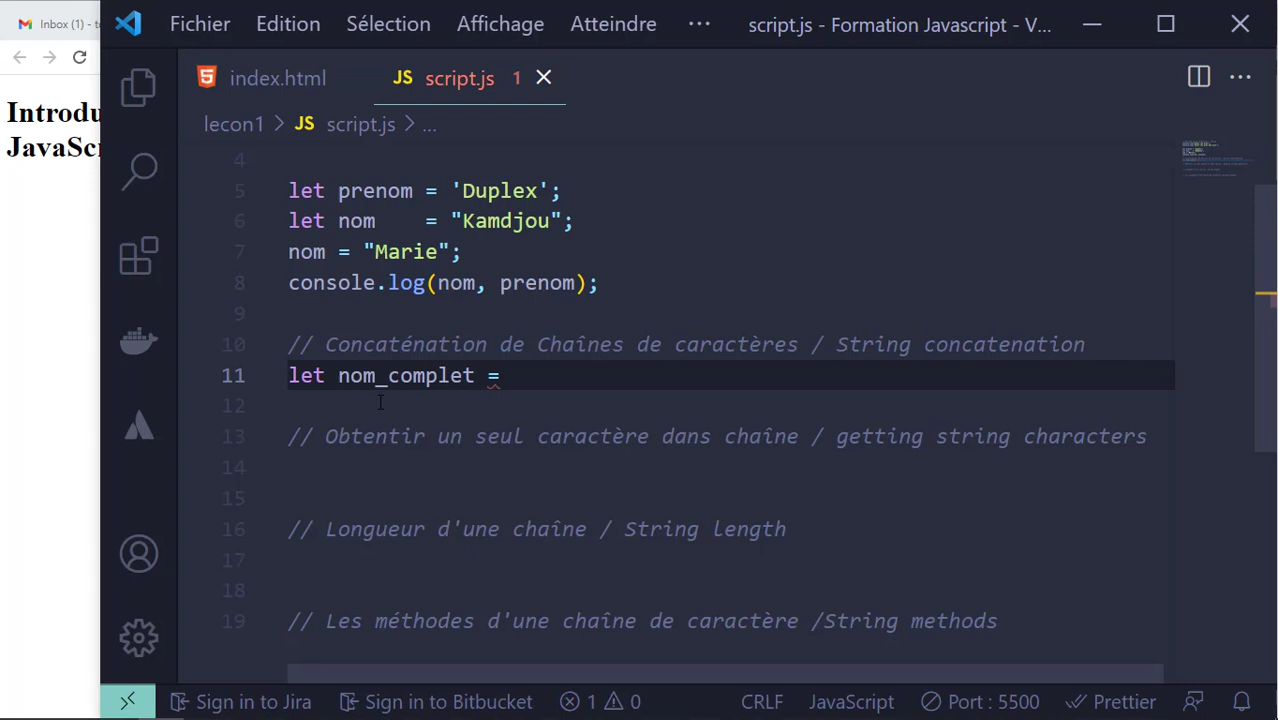 Inbox (1) - t
Introdu
JavaScr
Fichier Edition Sélection Affichage Atteindre ··· script.js - Formation Javascript - V...
index.html JS script.js 1
lecon1 > JS script.js > ...
4
5 let prenom = 'Duplex';
6 let nom    = "Kamdjou";
7 nom = "Marie";
8 console.log(nom, prenom);
9
10 // Concaténation de Chaînes de caractères / String concatenation
11 let nom_complet =
12
13 // Obtentir un seul caractère dans chaîne / getting string characters
14
15
16 // Longueur d'une chaîne / String length
17
18
19 // Les méthodes d'une chaîne de caractère /String methods
Sign in to Jira Sign in to Bitbucket 1 0 CRLF JavaScript Port : 5500 Prettier